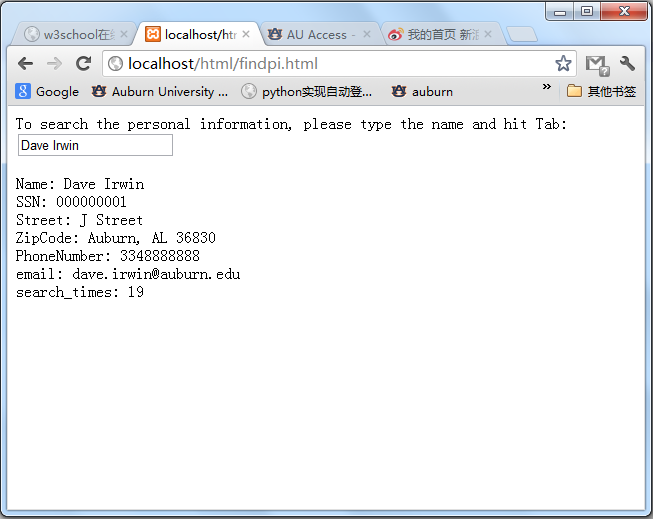 w3school在
localhost/htm
AU Access -
我的首页 新
localhost/html/findpi.html
Google
Auburn University ...
python实现自动登...
auburn
»
其他书签
To search the personal information, please type the name and hit Tab:
Dave Irwin
Name: Dave Irwin
SSN: 000000001
Street: J Street
ZipCode: Auburn, AL 36830
PhoneNumber: 3348888888
email: dave.irwin@auburn.edu
search_times: 19